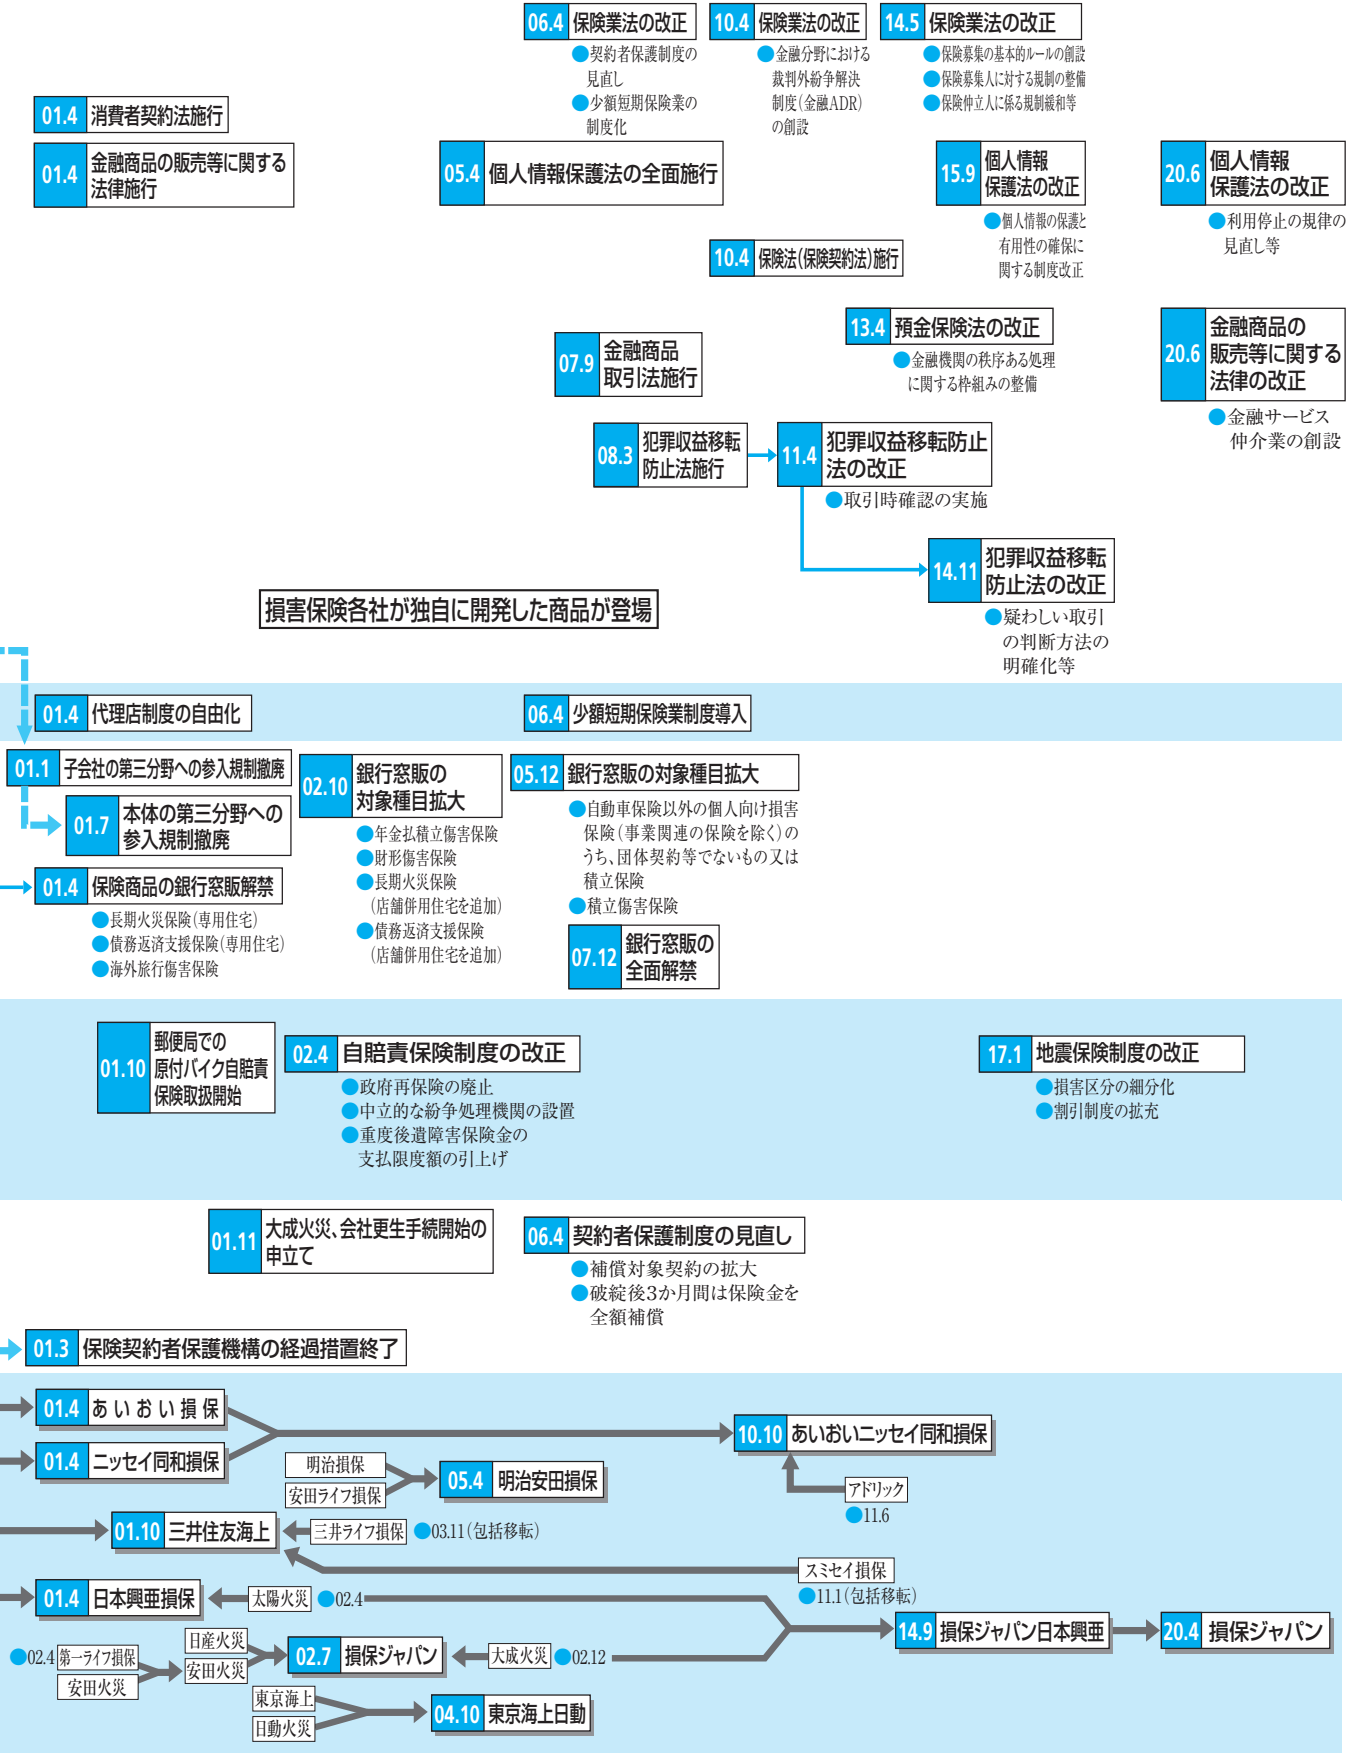 06.4 保険業法の改正
●契約者保護制度の
見直し
●少額短期保険業の
制度化
10.4 保険業法の改正
●金融分野における
裁判外紛争解決
制度(金融ADR)
の創設
14.5 保険業法の改正
●保険募集の基本的ルールの創設
●保険募集人に対する規制の整備
●保険仲立人に係る規制緩和等
01.4 消費者契約法施行
01.4 金融商品の販売等に関する
法律施行
05.4 個人情報保護法の全面施行
15.9 個人情報
保護法の改正
●個人情報の保護と
有用性の確保に
関する制度改正
20.6 個人情報
保護法の改正
●利用停止の規律の
見直し等
10.4 保険法(保険契約法)施行
13.4 預金保険法の改正
●金融機関の秩序ある処理
に関する枠組みの整備
07.9 金融商品
取引法施行
20.6 金融商品の
販売等に関する
法律の改正
●金融サービス
仲介業の創設
08.3 犯罪収益移転
防止法施行
11.4 犯罪収益移転防止
法の改正
●取引時確認の実施
14.11 犯罪収益移転
防止法の改正
●疑わしい取引
の判断方法の
明確化等
損害保険各社が独自に開発した商品が登場
01.4 代理店制度の自由化
06.4 少額短期保険業制度導入
01.1 子会社の第三分野への参入規制撤廃
01.7 本体の第三分野への
参入規制撤廃
01.4 保険商品の銀行窓販解禁
●長期火災保険(専用住宅)
●債務返済支援保険(専用住宅)
●海外旅行傷害保険
02.10 銀行窓販の
対象種目拡大
●年金払積立傷害保険
●財形傷害保険
●長期火災保険
(店舗併用住宅を追加)
●債務返済支援保険
(店舗併用住宅を追加)
05.12 銀行窓販の対象種目拡大
●自動車保険以外の個人向け損害
保険(事業関連の保険を除く)の
うち、団体契約等でないもの又は
積立保険
●積立傷害保険
07.12 銀行窓販の
全面解禁
01.10 郵便局での
原付バイク自賠責
保険取扱開始
02.4 自賠責保険制度の改正
●政府再保険の廃止
●中立的な紛争処理機関の設置
●重度後遺障害保険金の
支払限度額の引上げ
17.1 地震保険制度の改正
●損害区分の細分化
●割引制度の拡充
01.11 大成火災、会社更生手続開始の
申立て
06.4 契約者保護制度の見直し
●補償対象契約の拡大
●破綻後3か月間は保険金を
全額補償
01.3 保険契約者保護機構の経過措置終了
01.4 あいおい損保
10.10 あいおいニッセイ同和損保
01.4 ニッセイ同和損保
明治損保
安田ライフ損保
05.4 明治安田損保
アドリック
●11.6
01.10 三井住友海上
三井ライフ損保 ●03.11(包括移転)
スミセイ損保
●11.1(包括移転)
01.4 日本興亜損保
太陽火災 ●02.4
14.9 損保ジャパン日本興亜
20.4 損保ジャパン
●02.4 第一ライフ損保
安田火災
日産火災
安田火災
02.7 損保ジャパン
大成火災 ●02.12
東京海上
日動火災
04.10 東京海上日動